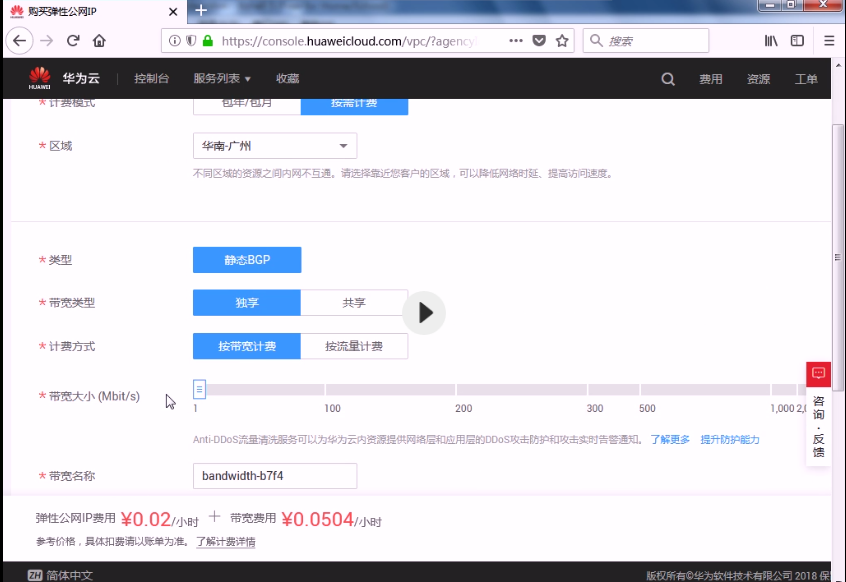 购买弹性公网IP
https://console.huaweicloud.com/vpc/?agency
搜索
HUAWEI 华为云 控制台 服务列表 收藏 费用 资源 工单
* 计费模式 包年/包月 按需计费
* 区域 华南-广州
不同区域的资源之间内网不互通。请选择靠近您客户的区域，可以降低网络时延、提高访问速度。
* 类型 静态BGP
* 带宽类型 独享 共享
* 计费方式 按带宽计费 按流量计费
* 带宽大小 (Mbit/s)
1 100 200 300 500 1,000 2,0
咨询·反馈
Anti-DDoS流量清洗服务可以为华为云内资源提供网络层和应用层的DDoS攻击防护和攻击实时告警通知。 了解更多 提升防护能力
* 带宽名称 bandwidth-b7f4
弹性公网IP费用 ¥0.02/小时 + 带宽费用 ¥0.0504/小时
参考价格，具体扣费请以账单为准。 了解计费详情
ZH 简体中文 版权所有©华为软件技术有限公司 2018 保